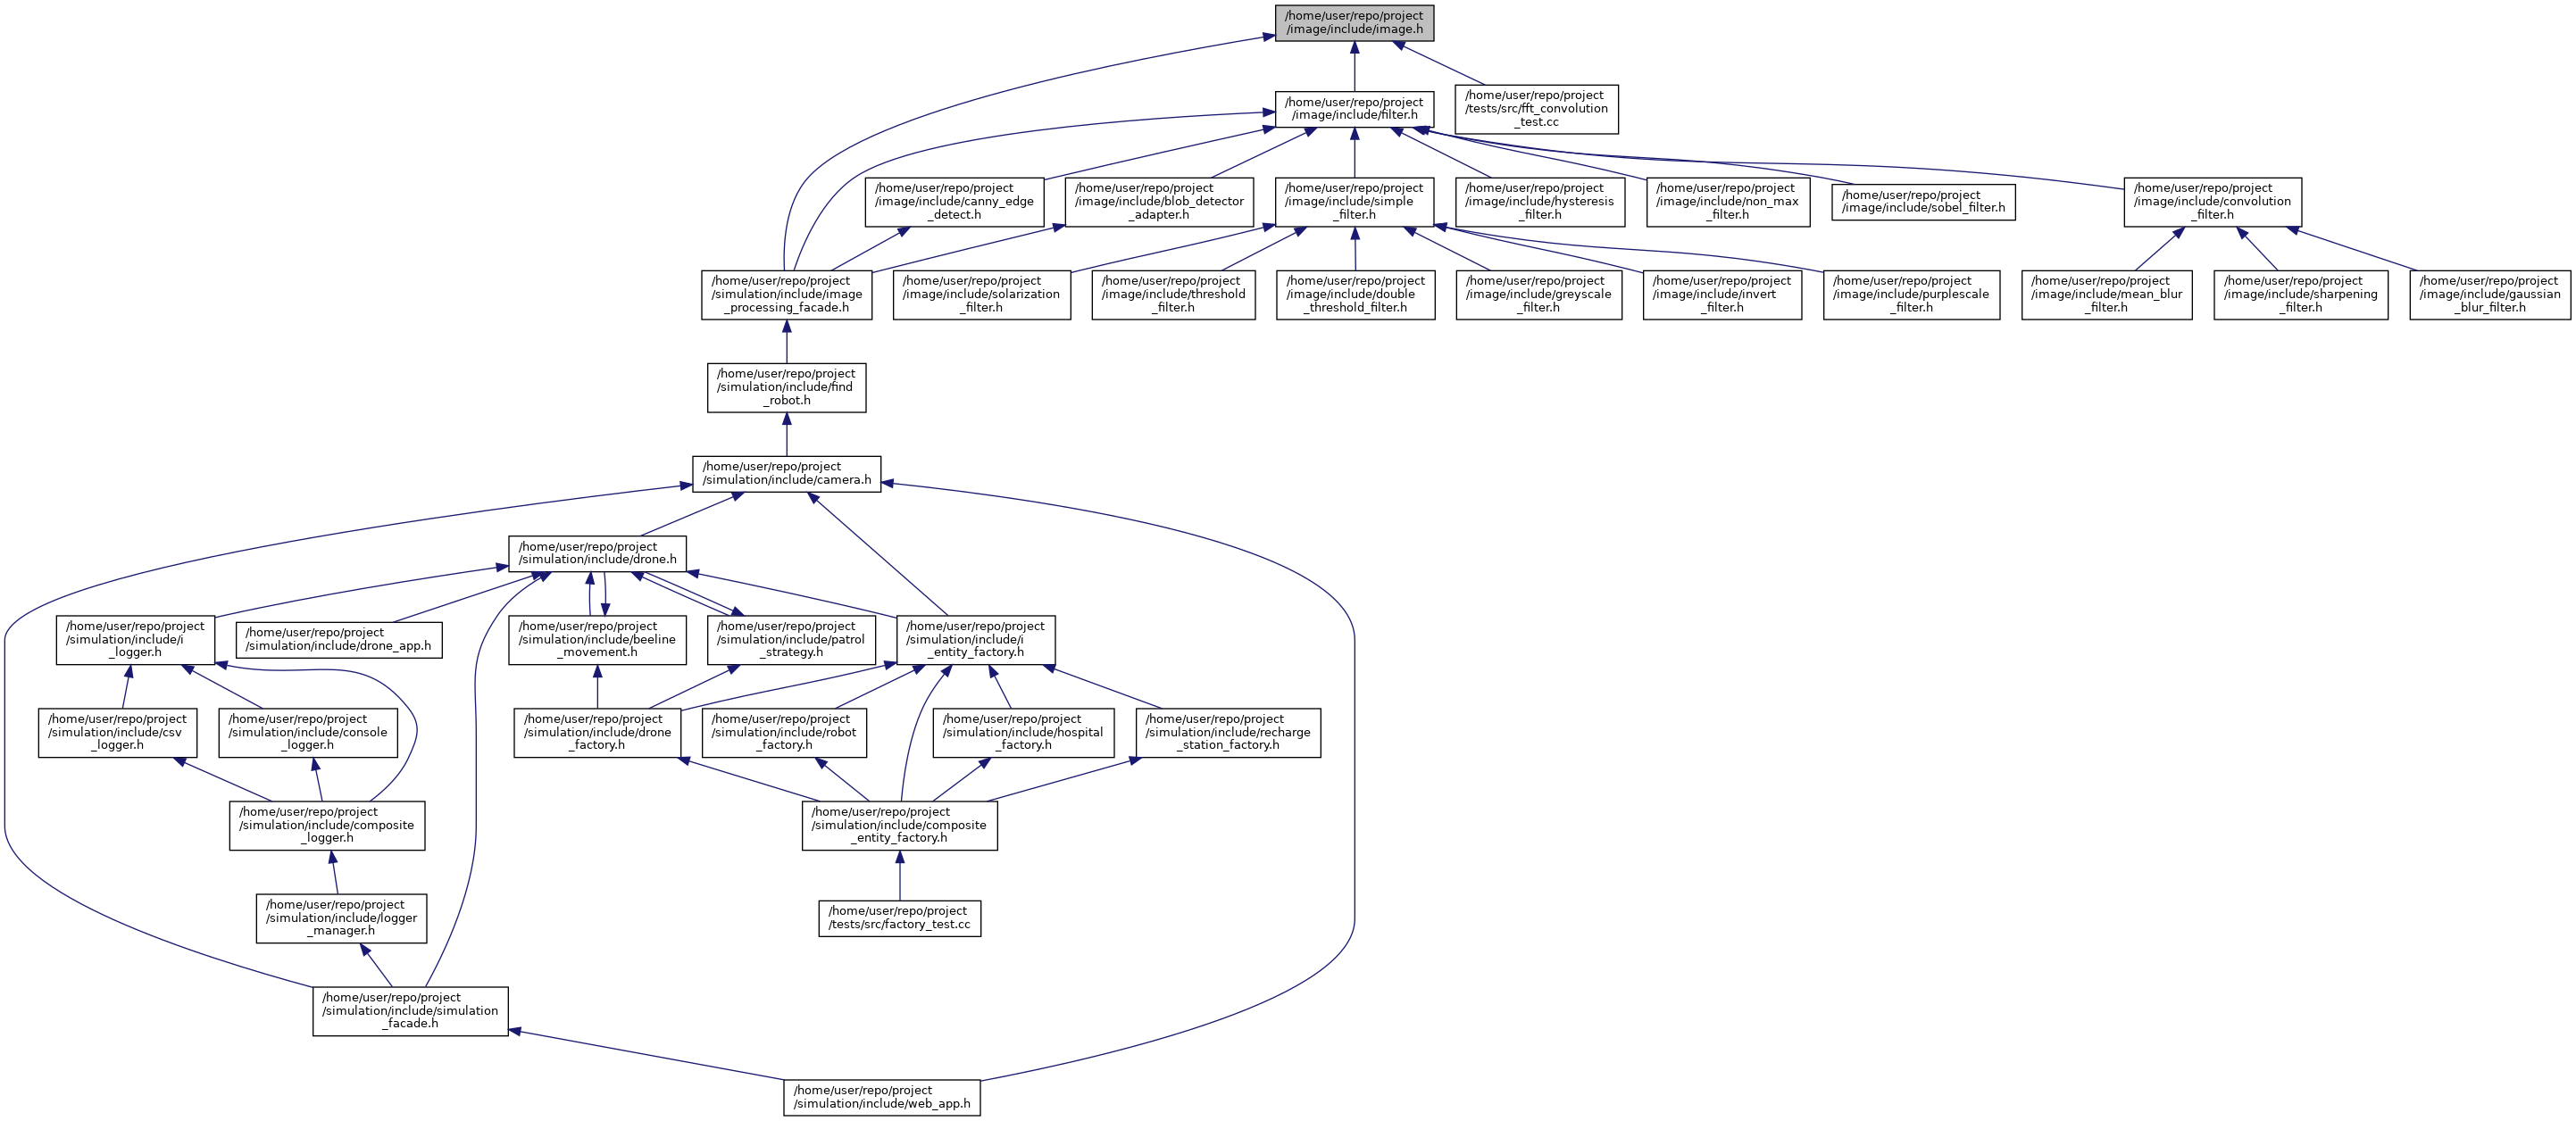 /home/user/repo/project
/image/include/image.h
/home/user/repo/project
/tests/src/fft_convolution
_test.cc
/home/user/repo/project
/image/include/filter.h
/home/user/repo/project
/image/include/canny_edge
_detect.h
/home/user/repo/project
/image/include/blob_detector
_adapter.h
/home/user/repo/project
/image/include/simple
_filter.h
/home/user/repo/project
/image/include/hysteresis
_filter.h
/home/user/repo/project
/image/include/non_max
_filter.h
/home/user/repo/project
/image/include/sobel_filter.h
/home/user/repo/project
/image/include/convolution
_filter.h
/home/user/repo/project
/simulation/include/image
_processing_facade.h
/home/user/repo/project
/image/include/solarization
_filter.h
/home/user/repo/project
/image/include/threshold
_filter.h
/home/user/repo/project
/image/include/double
_threshold_filter.h
/home/user/repo/project
/image/include/greyscale
_filter.h
/home/user/repo/project
/image/include/invert
_filter.h
/home/user/repo/project
/image/include/purplescale
_filter.h
/home/user/repo/project
/image/include/mean_blur
_filter.h
/home/user/repo/project
/image/include/sharpening
_filter.h
/home/user/repo/project
/image/include/gaussian
_blur_filter.h
/home/user/repo/project
/simulation/include/find
_robot.h
/home/user/repo/project
/simulation/include/camera.h
/home/user/repo/project
/simulation/include/drone.h
/home/user/repo/project
/simulation/include/i
_logger.h
/home/user/repo/project
/simulation/include/drone_app.h
/home/user/repo/project
/simulation/include/beeline
_movement.h
/home/user/repo/project
/simulation/include/patrol
_strategy.h
/home/user/repo/project
/simulation/include/i
_entity_factory.h
/home/user/repo/project
/simulation/include/csv
_logger.h
/home/user/repo/project
/simulation/include/console
_logger.h
/home/user/repo/project
/simulation/include/drone
_factory.h
/home/user/repo/project
/simulation/include/robot
_factory.h
/home/user/repo/project
/simulation/include/hospital
_factory.h
/home/user/repo/project
/simulation/include/recharge
_station_factory.h
/home/user/repo/project
/simulation/include/composite
_logger.h
/home/user/repo/project
/simulation/include/composite
_entity_factory.h
/home/user/repo/project
/simulation/include/logger
_manager.h
/home/user/repo/project
/tests/src/factory_test.cc
/home/user/repo/project
/simulation/include/simulation
_facade.h
/home/user/repo/project
/simulation/include/web_app.h